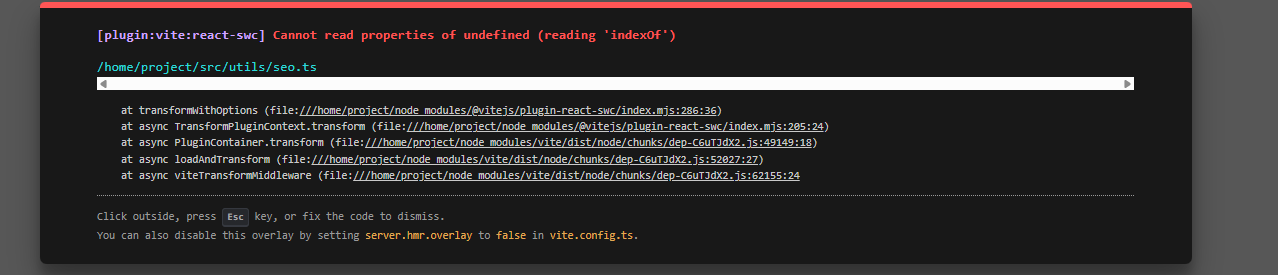 [plugin:vite:react-swc] Cannot read properties of undefined (reading 'indexOf')
/home/project/src/utils/seo.ts
at transformWithOptions (file:///home/project/node_modules/@vitejs/plugin-react-swc/index.mjs:286:36)
at async TransformPluginContext.transform (file:///home/project/node_modules/@vitejs/plugin-react-swc/index.mjs:205:24)
at async PluginContainer.transform (file:///home/project/node_modules/vite/dist/node/chunks/dep-C6uTJdX2.js:49149:18)
at async loadAndTransform (file:///home/project/node_modules/vite/dist/node/chunks/dep-C6uTJdX2.js:52027:27)
at async viteTransformMiddleware (file:///home/project/node_modules/vite/dist/node/chunks/dep-C6uTJdX2.js:62155:24
Click outside, press Esc key, or fix the code to dismiss.
You can also disable this overlay by setting server.hmr.overlay to false in vite.config.ts.